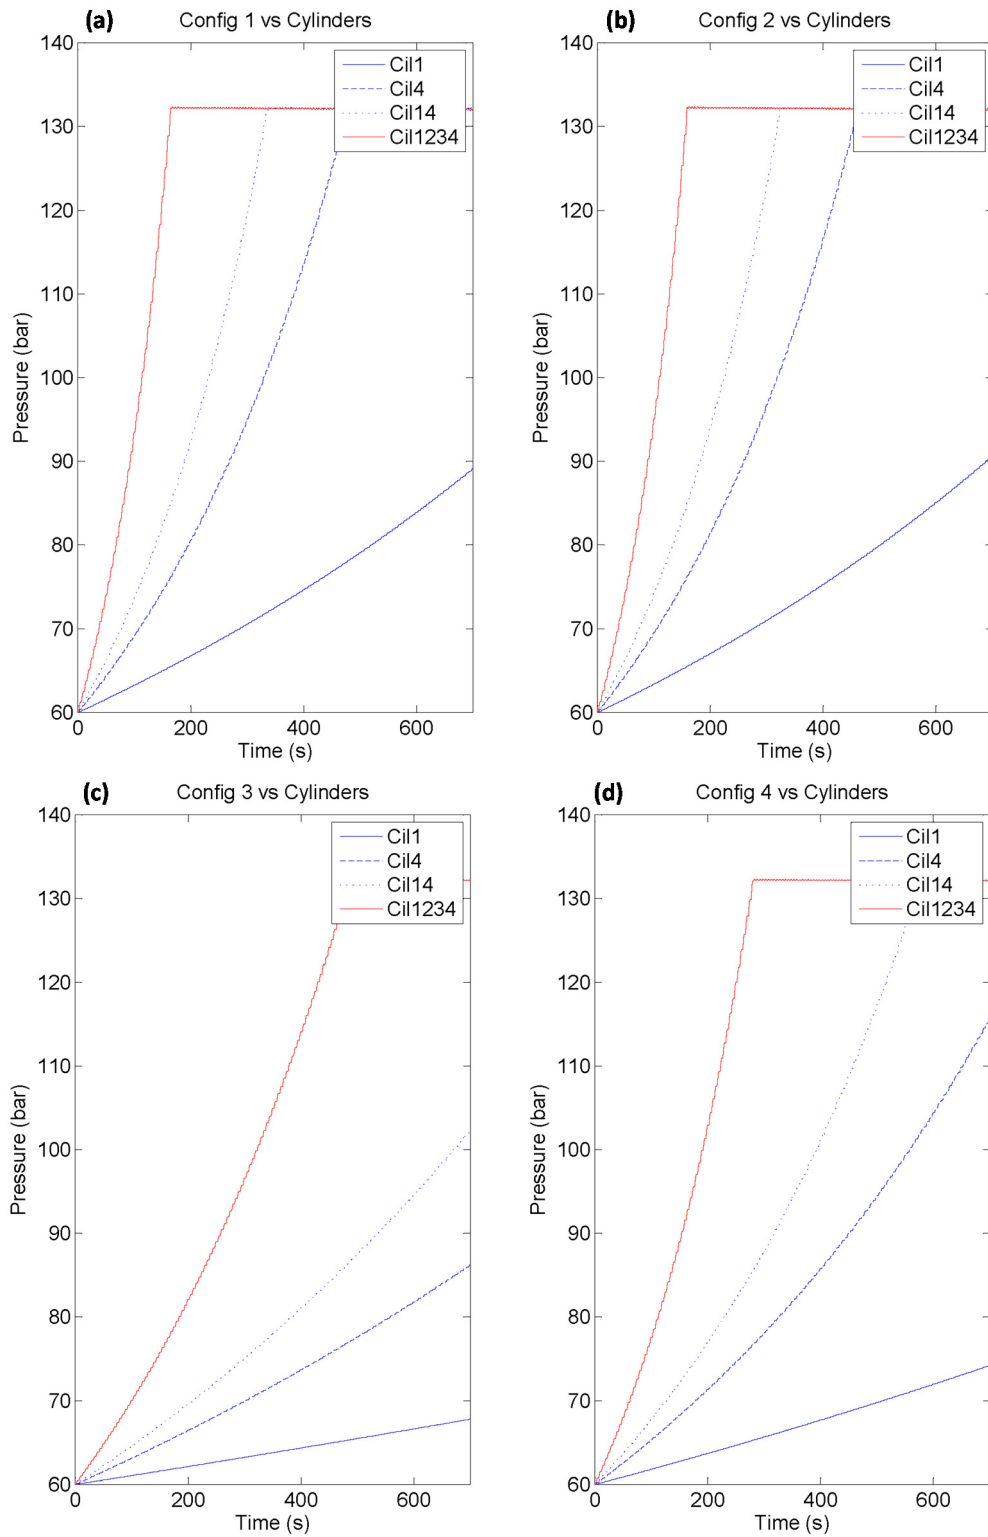 (a) Config 1 vs Cylinders
140
130
120
110
100
90
80
70
60
Pressure (bar)
0 200 400 600
Time (s)
Cil1
Cil4
Cil14
Cil1234
(b) Config 2 vs Cylinders
140
130
120
110
100
90
80
70
60
Pressure (bar)
0 200 400 600
Time (s)
Cil1
Cil4
Cil14
Cil1234
(c) Config 3 vs Cylinders
140
130
120
110
100
90
80
70
60
Pressure (bar)
0 200 400 600
Time (s)
Cil1
Cil4
Cil14
Cil1234
(d) Config 4 vs Cylinders
140
130
120
110
100
90
80
70
60
Pressure (bar)
0 200 400 600
Time (s)
Cil1
Cil4
Cil14
Cil1234